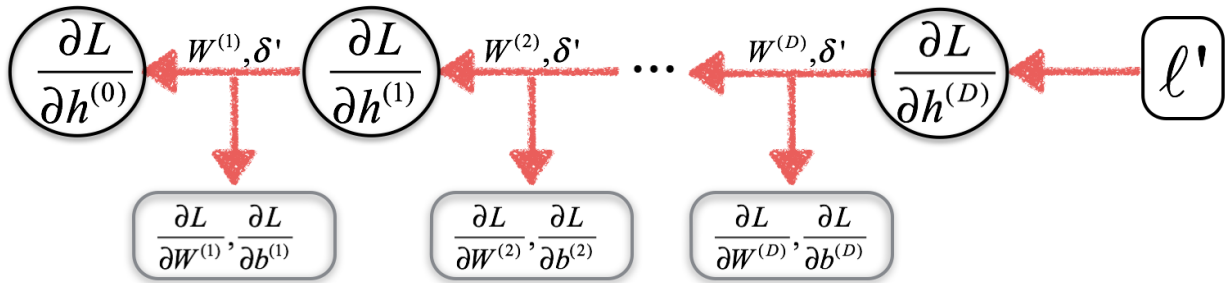 ∂L/∂h⁽⁰⁾ W⁽¹⁾,δ' ∂L/∂h⁽¹⁾ W⁽²⁾,δ' ••• W⁽ᴰ⁾,δ' ∂L/∂h⁽ᴰ⁾ ℓ'
∂L/∂W⁽¹⁾, ∂L/∂b⁽¹⁾ ∂L/∂W⁽²⁾, ∂L/∂b⁽²⁾ ∂L/∂W⁽ᴰ⁾, ∂L/∂b⁽ᴰ⁾